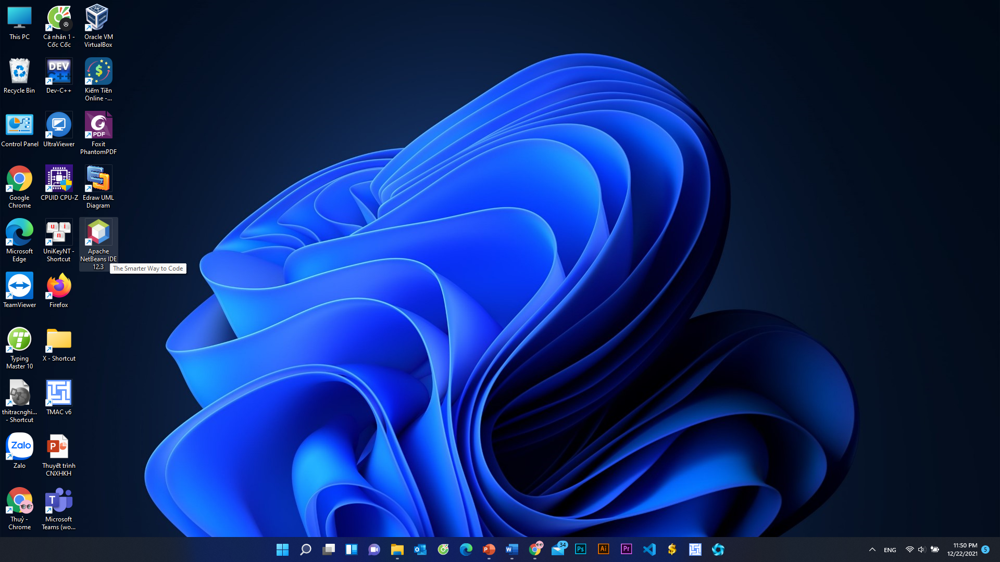 This PC
Recycle Bin
Control Panel
Google
Chrome
Microsoft
Edge
TeamViewer
Typing
Master 10
thitracnghi...
- Shortcut
Zalo
Zalo
Thuỷ -
Chrome
Cá nhân 1 -
Cốc Cốc
DEV
C++
Dev-C++
UltraViewer
CPUID CPU-Z
u i
n
UniKeyNT -
Shortcut
Firefox
X - Shortcut
TMAC v6
P
Thuyết trình
CNXHKH
T
Microsoft
Teams (wo...
Oracle VM
VirtualBox
$
Kiếm Tiền
Online -...
PDF
Foxit
PhantomPDF
Edraw UML
Diagram
Apache
NetBeans IDE
12.3
The Smarter Way to Code
P
W
34
Ps
Ai
Pr
$
ENG
11:50 PM
12/22/2021
5